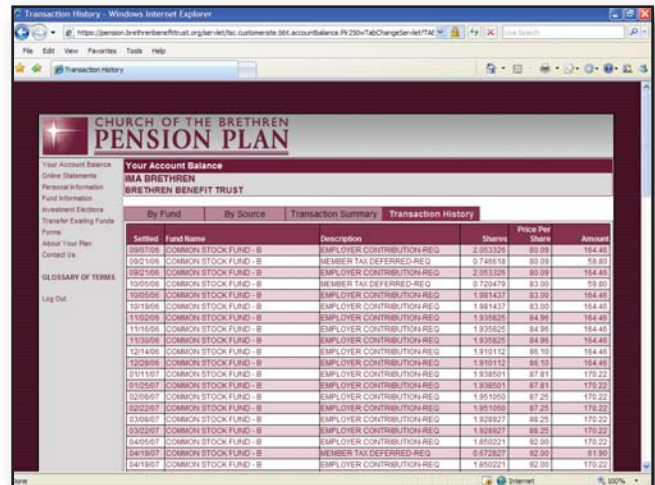 Transaction History - Windows Internet Explorer
Live Search
File Edit View Favorites Tools Help
Transaction History
CHURCH OF THE BRETHREN
PENSION PLAN
Your Account Balance
Online Statements
Personal Information
Fund Information
Investment Elections
Transfer Existing Funds
Forms
About Your Plan
Contact Us
GLOSSARY OF TERMS
Log Out
Your Account Balance
IMA BRETHREN
BRETHREN BENEFIT TRUST
By Fund By Source Transaction Summary Transaction History
Settled Fund Name Description Shares Price Per Share Amount
09/07/06 COMMON STOCK FUND - B EMPLOYER CONTRIBUTION-REQ 2.053326 80.09 164.46
09/21/06 COMMON STOCK FUND - B MEMBER TAX DEFERRED-REQ 0.746618 80.09 59.80
09/21/06 COMMON STOCK FUND - B EMPLOYER CONTRIBUTION-REQ 2.053326 80.09 164.46
10/05/06 COMMON STOCK FUND - B MEMBER TAX DEFERRED-REQ 0.720479 83.00 59.80
10/05/06 COMMON STOCK FUND - B EMPLOYER CONTRIBUTION-REQ 1.981437 83.00 164.46
10/19/06 COMMON STOCK FUND - B EMPLOYER CONTRIBUTION-REQ 1.981437 83.00 164.46
11/02/06 COMMON STOCK FUND - B EMPLOYER CONTRIBUTION-REQ 1.935825 84.96 164.46
11/16/06 COMMON STOCK FUND - B EMPLOYER CONTRIBUTION-REQ 1.935825 84.96 164.46
11/30/06 COMMON STOCK FUND - B EMPLOYER CONTRIBUTION-REQ 1.935825 84.96 164.46
12/14/06 COMMON STOCK FUND - B EMPLOYER CONTRIBUTION-REQ 1.910112 86.10 164.46
12/28/06 COMMON STOCK FUND - B EMPLOYER CONTRIBUTION-REQ 1.910112 86.10 164.46
01/11/07 COMMON STOCK FUND - B EMPLOYER CONTRIBUTION-REQ 1.938501 87.81 170.22
01/25/07 COMMON STOCK FUND - B EMPLOYER CONTRIBUTION-REQ 1.938501 87.81 170.22
02/08/07 COMMON STOCK FUND - B EMPLOYER CONTRIBUTION-REQ 1.951050 87.25 170.22
02/22/07 COMMON STOCK FUND - B EMPLOYER CONTRIBUTION-REQ 1.951050 87.25 170.22
03/08/07 COMMON STOCK FUND - B EMPLOYER CONTRIBUTION-REQ 1.928927 88.25 170.22
03/22/07 COMMON STOCK FUND - B EMPLOYER CONTRIBUTION-REQ 1.928927 88.25 170.22
04/05/07 COMMON STOCK FUND - B EMPLOYER CONTRIBUTION-REQ 1.850221 92.00 170.22
04/19/07 COMMON STOCK FUND - B MEMBER TAX DEFERRED-REQ 0.672827 92.00 61.90
04/19/07 COMMON STOCK FUND - B EMPLOYER CONTRIBUTION-REQ 1.850221 92.00 170.22
Done Internet 100%